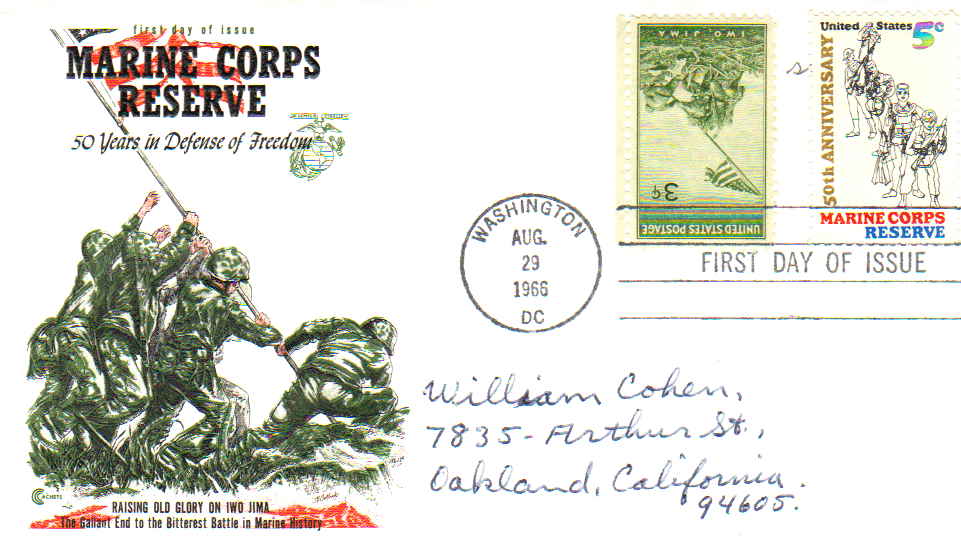 first day of issue
MARINE CORPS
RESERVE
50 Years in Defense of Freedom
IWO JIMA
3¢
UNITED STATES POSTAGE
United States 5c
50th ANNIVERSARY
MARINE CORPS
RESERVE
WASHINGTON
AUG.
29
1966
DC
FIRST DAY OF ISSUE
William Cohen,
7835- Arthur St.,
Oakland, California.
94605.
RAISING OLD GLORY ON IWO JIMA
The Gallant End to the Bitterest Battle in Marine History